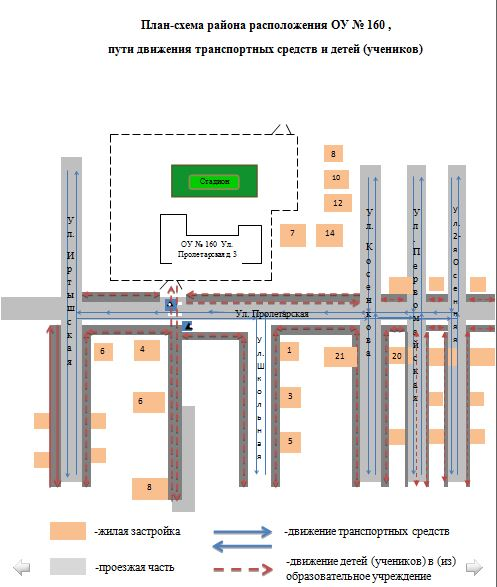 План-схема района расположения ОУ № 160 ,
пути движения транспортных средств и детей (учеников)
8
10
12
Стадион
7
14
ОУ № 160 Ул.
Пролетарская д. 3
Ул. Иртышская
Ул. Косенкова
Ул. Первомайская
Ул. 2-я Осенняя
Ул. Пролетарская
Ул. Школьная
6
4
1
21
20
6
3
5
8
-жилая застройка
-движение транспортных средств
-проезжая часть
-движение детей (учеников) в (из)
образовательное учреждение